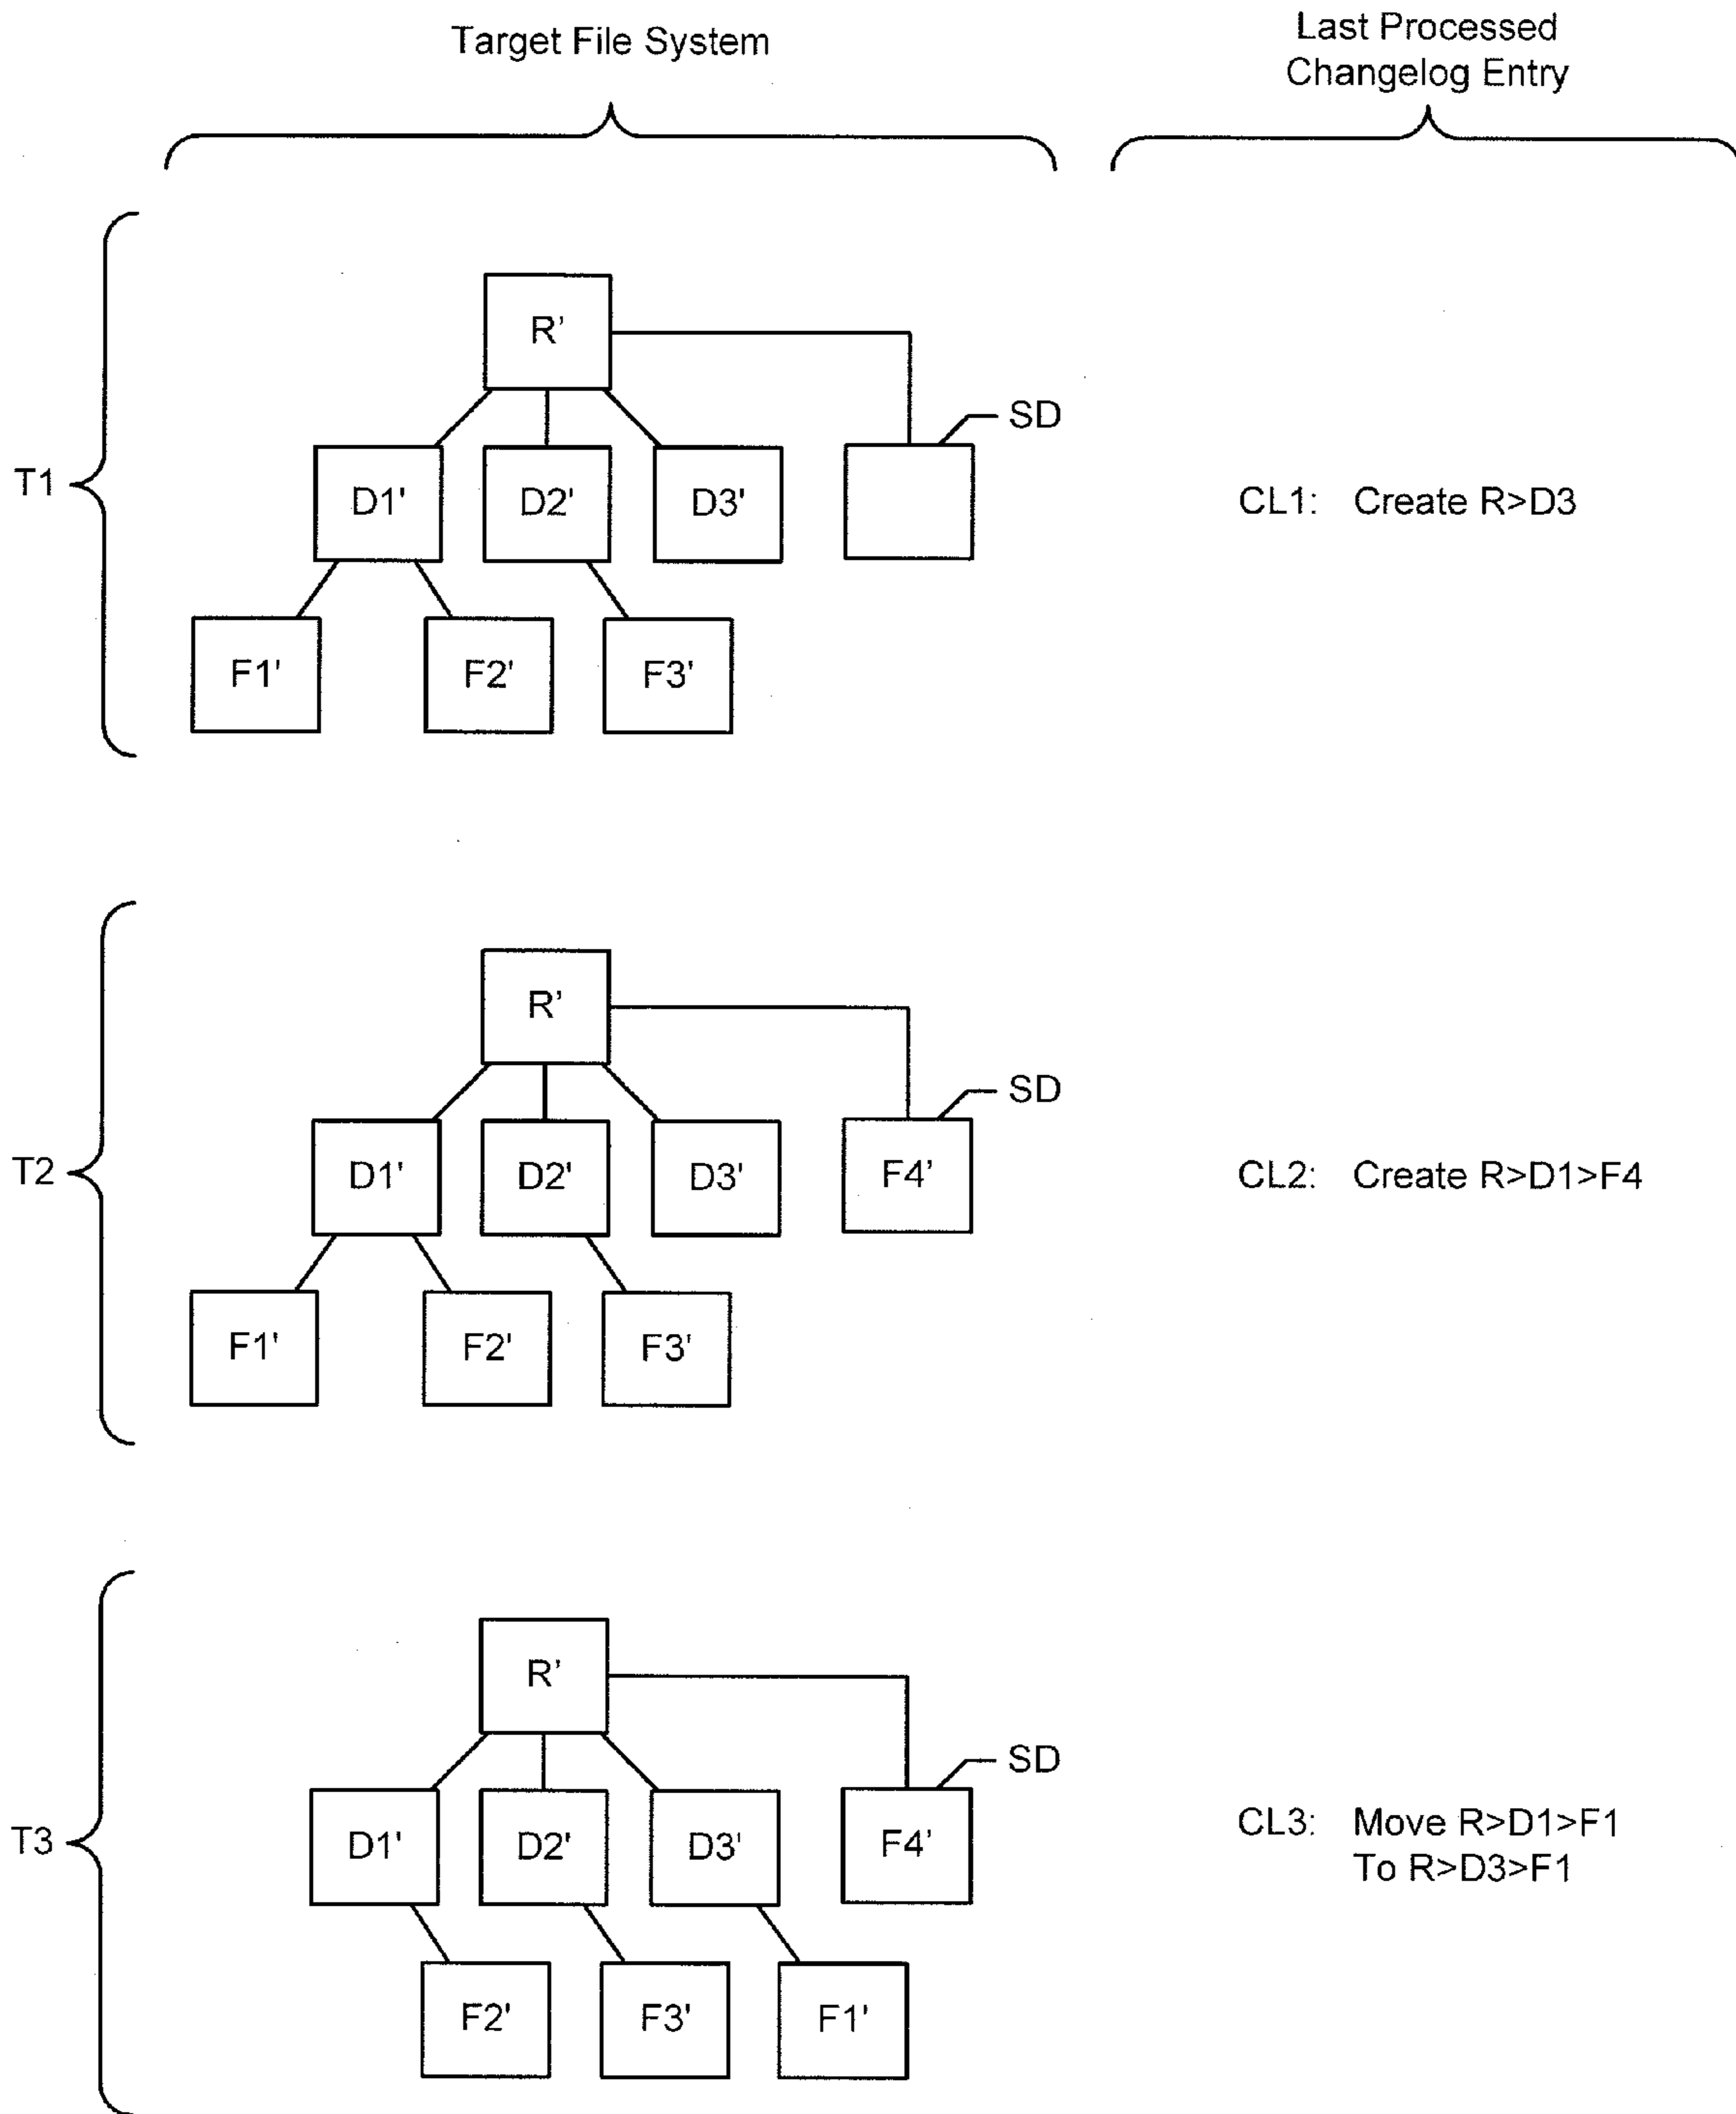 Target File System
Last Processed
Changelog Entry
T1
R'
SD
D1'
D2'
D3'
CL1: Create R>D3
F1'
F2'
F3'
T2
R'
SD
D1'
D2'
D3'
F4'
CL2: Create R>D1>F4
F1'
F2'
F3'
T3
R'
SD
D1'
D2'
D3'
F4'
CL3: Move R>D1>F1
To R>D3>F1
F2'
F3'
F1'